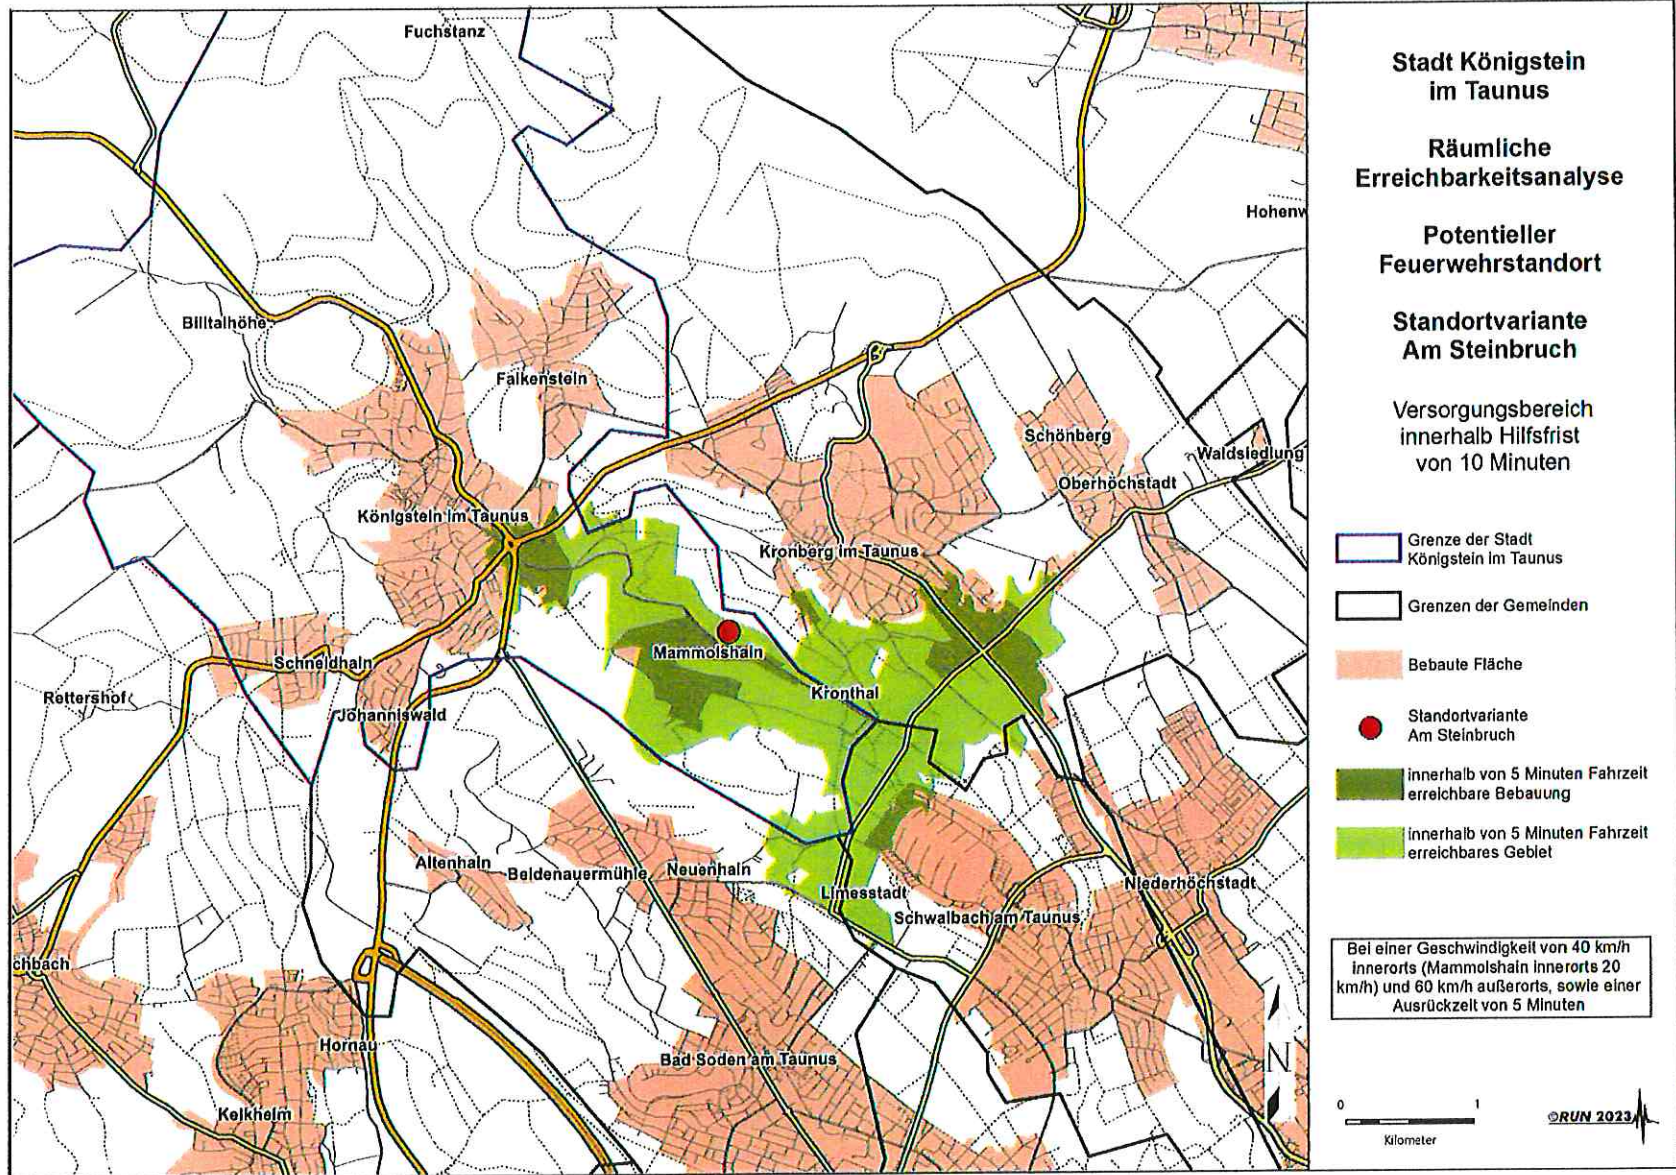 Fuchstanz
Hohenw
Billtalhöhe
Falkenstein
Schönberg
Waldsiedlung
Oberhöchstadt
Königstein im Taunus
Kronberg im Taunus
Mammolshain
Schneidhain
Kronthal
Rettershof
Johanniswald
Altenhain
Beidenauermühle
Neuenhain
Limesstadt
Niederhöchstadt
Schwalbach am Taunus
chbach
Hornau
Bad Soden am Taunus
Kelkheim
N
Stadt Königstein
im Taunus
Räumliche
Erreichbarkeitsanalyse
Potentieller
Feuerwehrstandort
Standortvariante
Am Steinbruch
Versorgungsbereich
innerhalb Hilfsfrist
von 10 Minuten
Grenze der Stadt
Königstein im Taunus
Grenzen der Gemeinden
Bebaute Fläche
Standortvariante
Am Steinbruch
innerhalb von 5 Minuten Fahrzeit
erreichbare Bebauung
innerhalb von 5 Minuten Fahrzeit
erreichbares Gebiet
Bei einer Geschwindigkeit von 40 km/h
innerorts (Mammolshain innerorts 20
km/h) und 60 km/h außerorts, sowie einer
Ausrückzeit von 5 Minuten
0 1
Kilometer
©RUN 2023